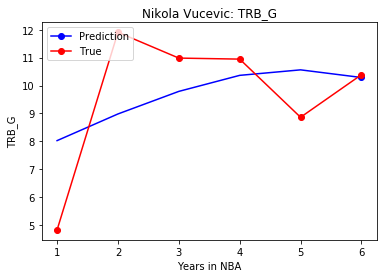 Nikola Vucevic: TRB_G
12
11
10
9
8
7
6
5
TRB_G
Prediction
True
1 2 3 4 5 6
Years in NBA